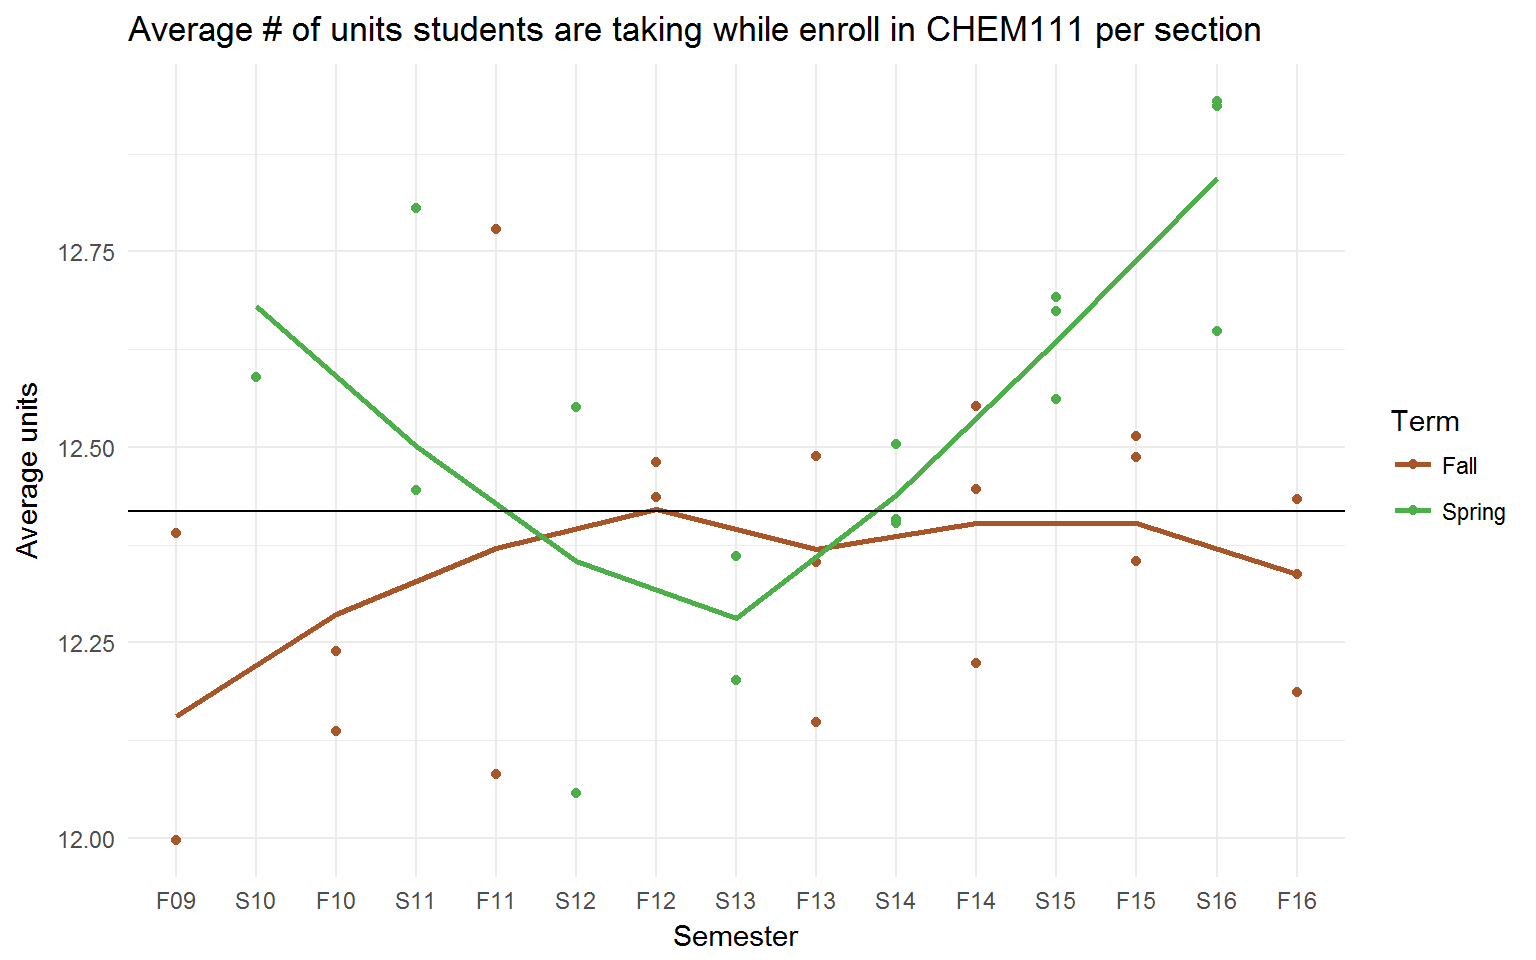 Average # of units students are taking while enroll in CHEM111 per section
Average units
12.75
12.50
12.25
12.00
F09 S10 F10 S11 F11 S12 F12 S13 F13 S14 F14 S15 F15 S16 F16
Semester
Term
Fall
Spring